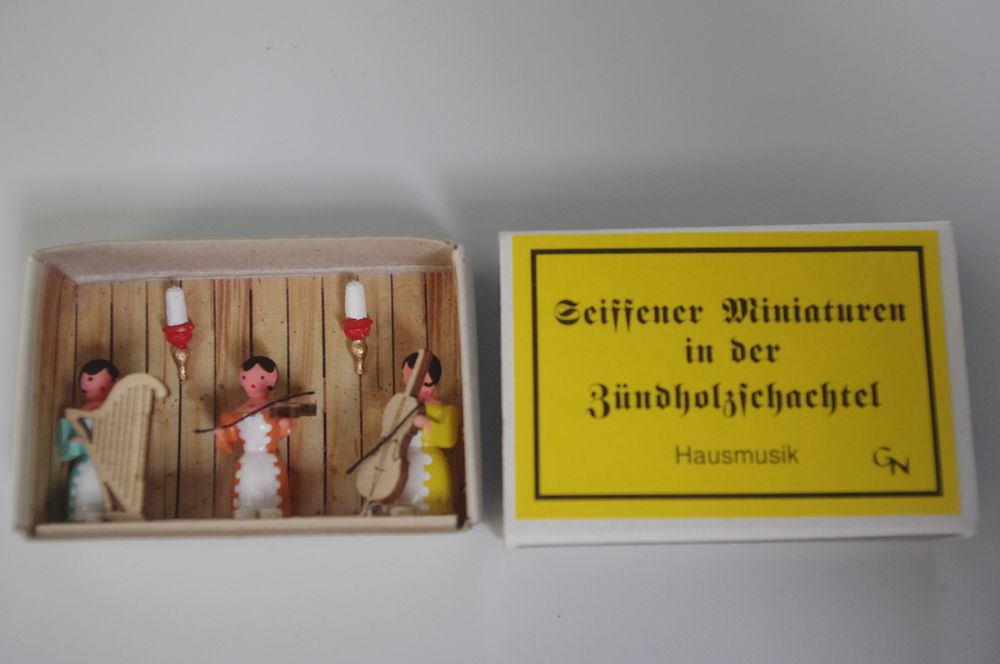 Seiffener Miniaturen
in der
Zündholzſchachtel
Hausmusik
GN